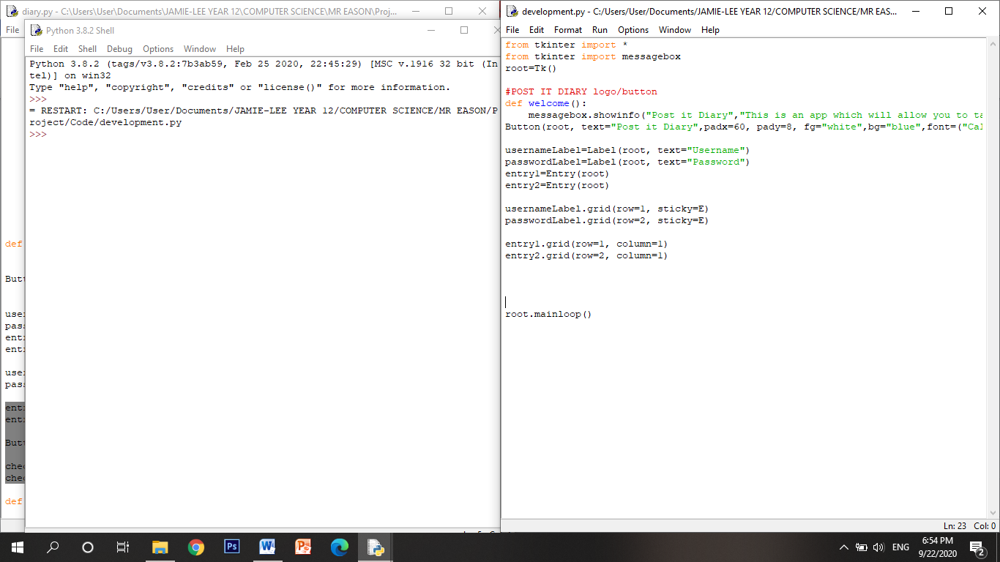 diary.py - C:\Users\User\Documents\JAMIE-LEE YEAR 12\COMPUTER SCIENCE\MR EASON\Proj...
File
Python 3.8.2 Shell
File Edit Shell Debug Options Window Help
Python 3.8.2 (tags/v3.8.2:7b3ab59, Feb 25 2020, 22:45:29) [MSC v.1916 32 bit (In
tel)] on win32
Type "help", "copyright", "credits" or "license()" for more information.
>>>
= RESTART: C:/Users/User/Documents/JAMIE-LEE YEAR 12/COMPUTER SCIENCE/MR EASON/P
roject/Code/development.py
>>>
def
Butt
user
pass
entr
entr
user
pass
entr
entr
Butt
chec
chec
def
development.py - C:/Users/User/Documents/JAMIE-LEE YEAR 12/COMPUTER SCIENCE/MR EAS...
File Edit Format Run Options Window Help
from tkinter import *
from tkinter import messagebox
root=Tk()
#POST IT DIARY logo/button
def welcome():
messagebox.showinfo("Post it Diary","This is an app which will allow you to ta
Button(root, text="Post it Diary",padx=60, pady=8, fg="white",bg="blue",font=("Cal
usernameLabel=Label(root, text="Username")
passwordLabel=Label(root, text="Password")
entry1=Entry(root)
entry2=Entry(root)
usernameLabel.grid(row=1, sticky=E)
passwordLabel.grid(row=2, sticky=E)
entry1.grid(row=1, column=1)
entry2.grid(row=2, column=1)
root.mainloop()
Ln: 23 Col: 0
Ps
W
P
ENG
6:54 PM
9/22/2020
2